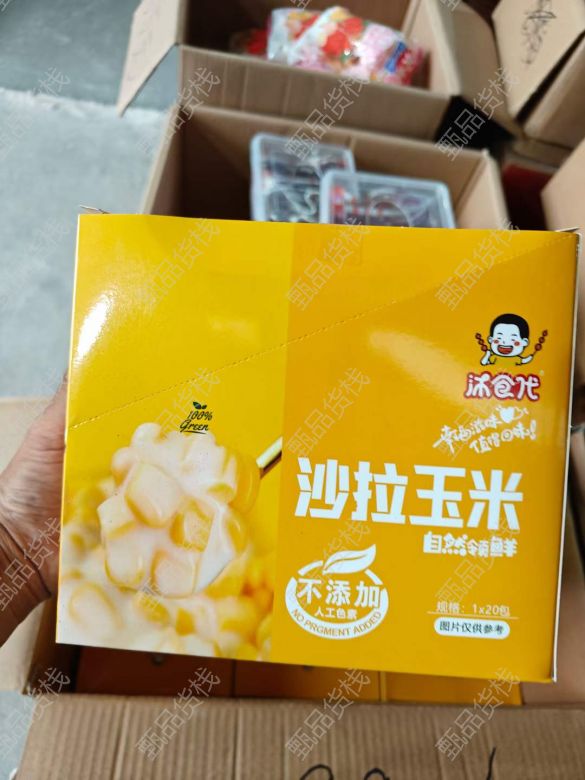 沐食代
幸福滋味
值得回味!
100%
Green
沙拉玉米
自然领鲜
不添加
人工色素
NO PRGMENT ADDED
规格：1x20包
图片仅供参考
甄品货栈